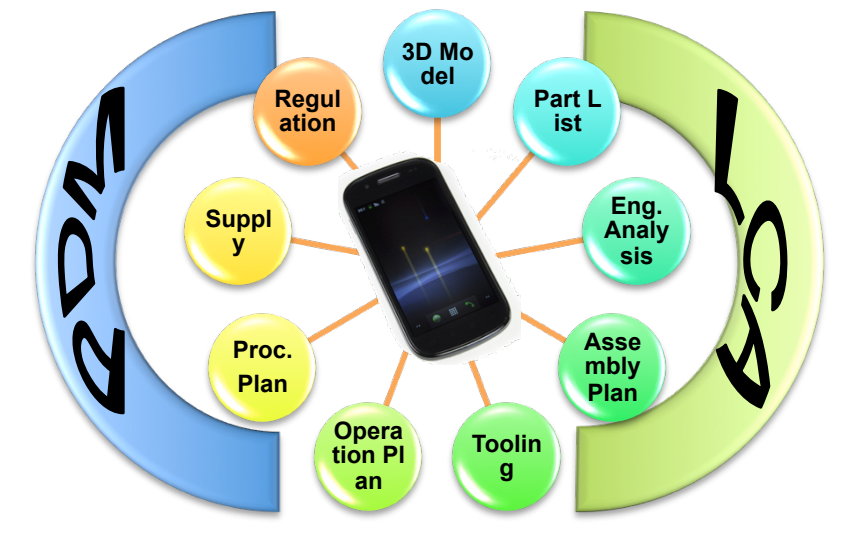 PDM
3D Mo
del
Regul
ation
Part L
ist
Suppl
y
Eng.
Analy
sis
Proc.
Plan
Asse
mbly
Plan
Opera
tion Pl
an
Toolin
g
LCA